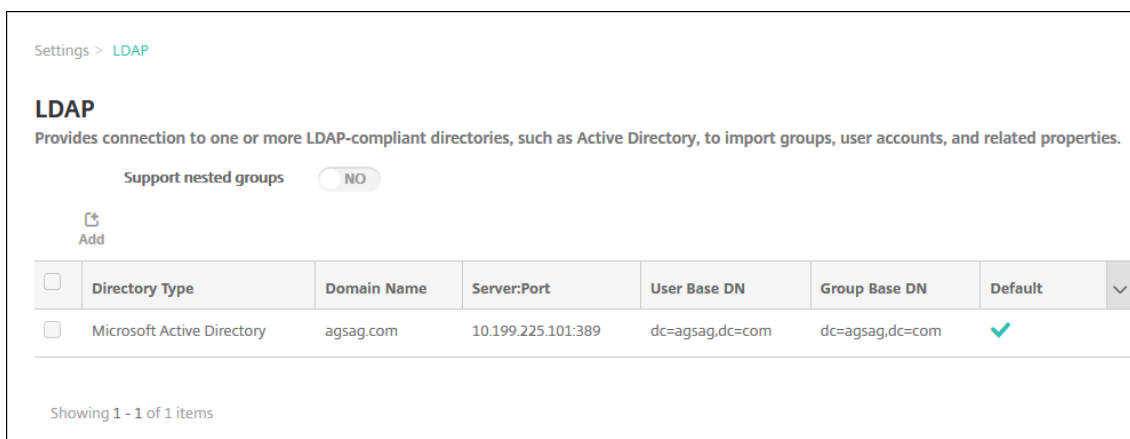 Settings > LDAP
LDAP
Provides connection to one or more LDAP-compliant directories, such as Active Directory, to import groups, user accounts, and related properties.
Support nested groups NO
Add
Directory Type Domain Name Server:Port User Base DN Group Base DN Default
Microsoft Active Directory agsag.com 10.199.225.101:389 dc=agsag,dc=com dc=agsag,dc=com
Showing 1 - 1 of 1 items